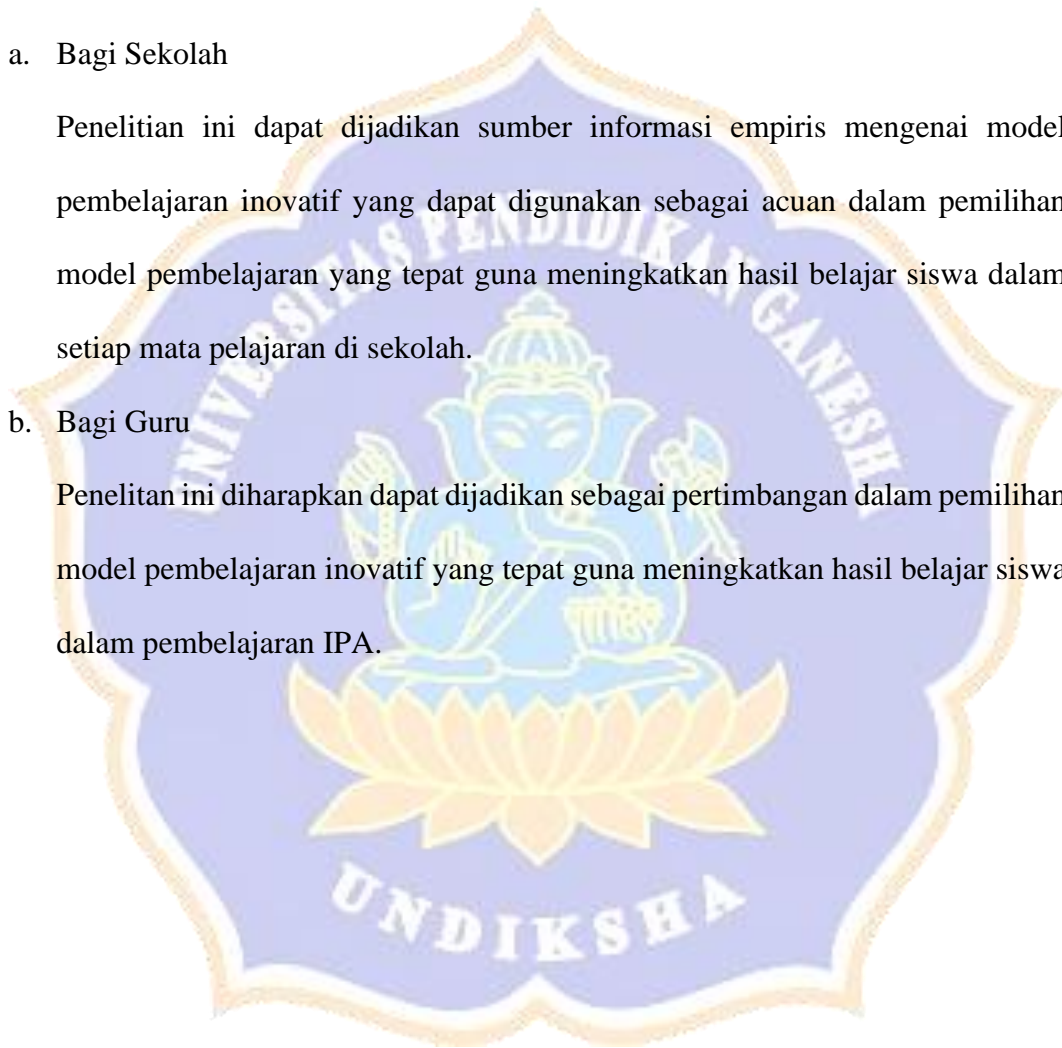 a. Bagi Sekolah
Penelitian ini dapat dijadikan sumber informasi empiris mengenai model
pembelajaran inovatif yang dapat digunakan sebagai acuan dalam pemilihan
model pembelajaran yang tepat guna meningkatkan hasil belajar siswa dalam
setiap mata pelajaran di sekolah.
b. Bagi Guru
Penelitan ini diharapkan dapat dijadikan sebagai pertimbangan dalam pemilihan
model pembelajaran inovatif yang tepat guna meningkatkan hasil belajar siswa
dalam pembelajaran IPA.
UNIVERSITAS PENDIDIKAN GANESHA
UNDIKSHA